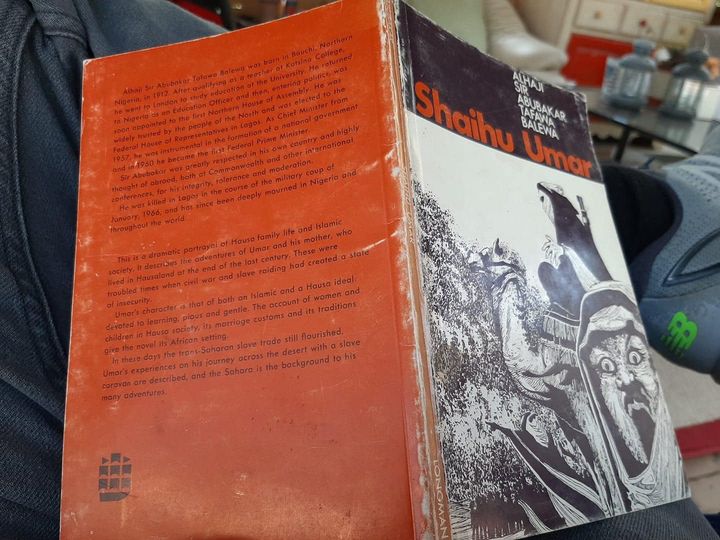 Alhaji Sir Abubakar Tafawa Balewa was born in Bauchi, Northern
Nigeria, in 1912. After qualifying as a teacher at Katsina College,
he went to London to study education at the University. He returned
to Nigeria as an Education Officer and then, entering politics, was
soon appointed to the first Northern House of Assembly. He was
widely trusted by the people of the North and was elected to the
Federal House of Representatives in Lagos. As Chief Minister from
1957, he was instrumental in the formation of a national government
and in 1960 he became the first Federal Prime Minister.
Sir Abubakar was greatly respected in his own country and highly
thought of abroad, both at Commonwealth and other international
conferences, for his integrity, tolerance and moderation.
He was killed in Lagos in the course of the military coup of
January, 1966, and has since been deeply mourned in Nigeria and
throughout the world.
This is a dramatic portrayal of Hausa family life and Islamic
society. It describes the adventures of Umar and his mother, who
lived in Hausaland at the end of the last century. These were
troubled times when civil war and slave raiding had created a state
of insecurity.
Umar's character is that of both an Islamic and a Hausa ideal:
devoted to learning, pious and gentle. The account of women and
children in Hausa society, its marriage customs and its traditions
give the novel its African setting.
In these days the trans-Saharan slave trade still flourished.
Umar's experiences on his journey across the desert with a slave
caravan are described, and the Sahara is the background to his
many adventures.
LONGMAN
ALHAJI
SIR
ABUBAKAR
TAFAWA
BALEWA
Shaihu Umar